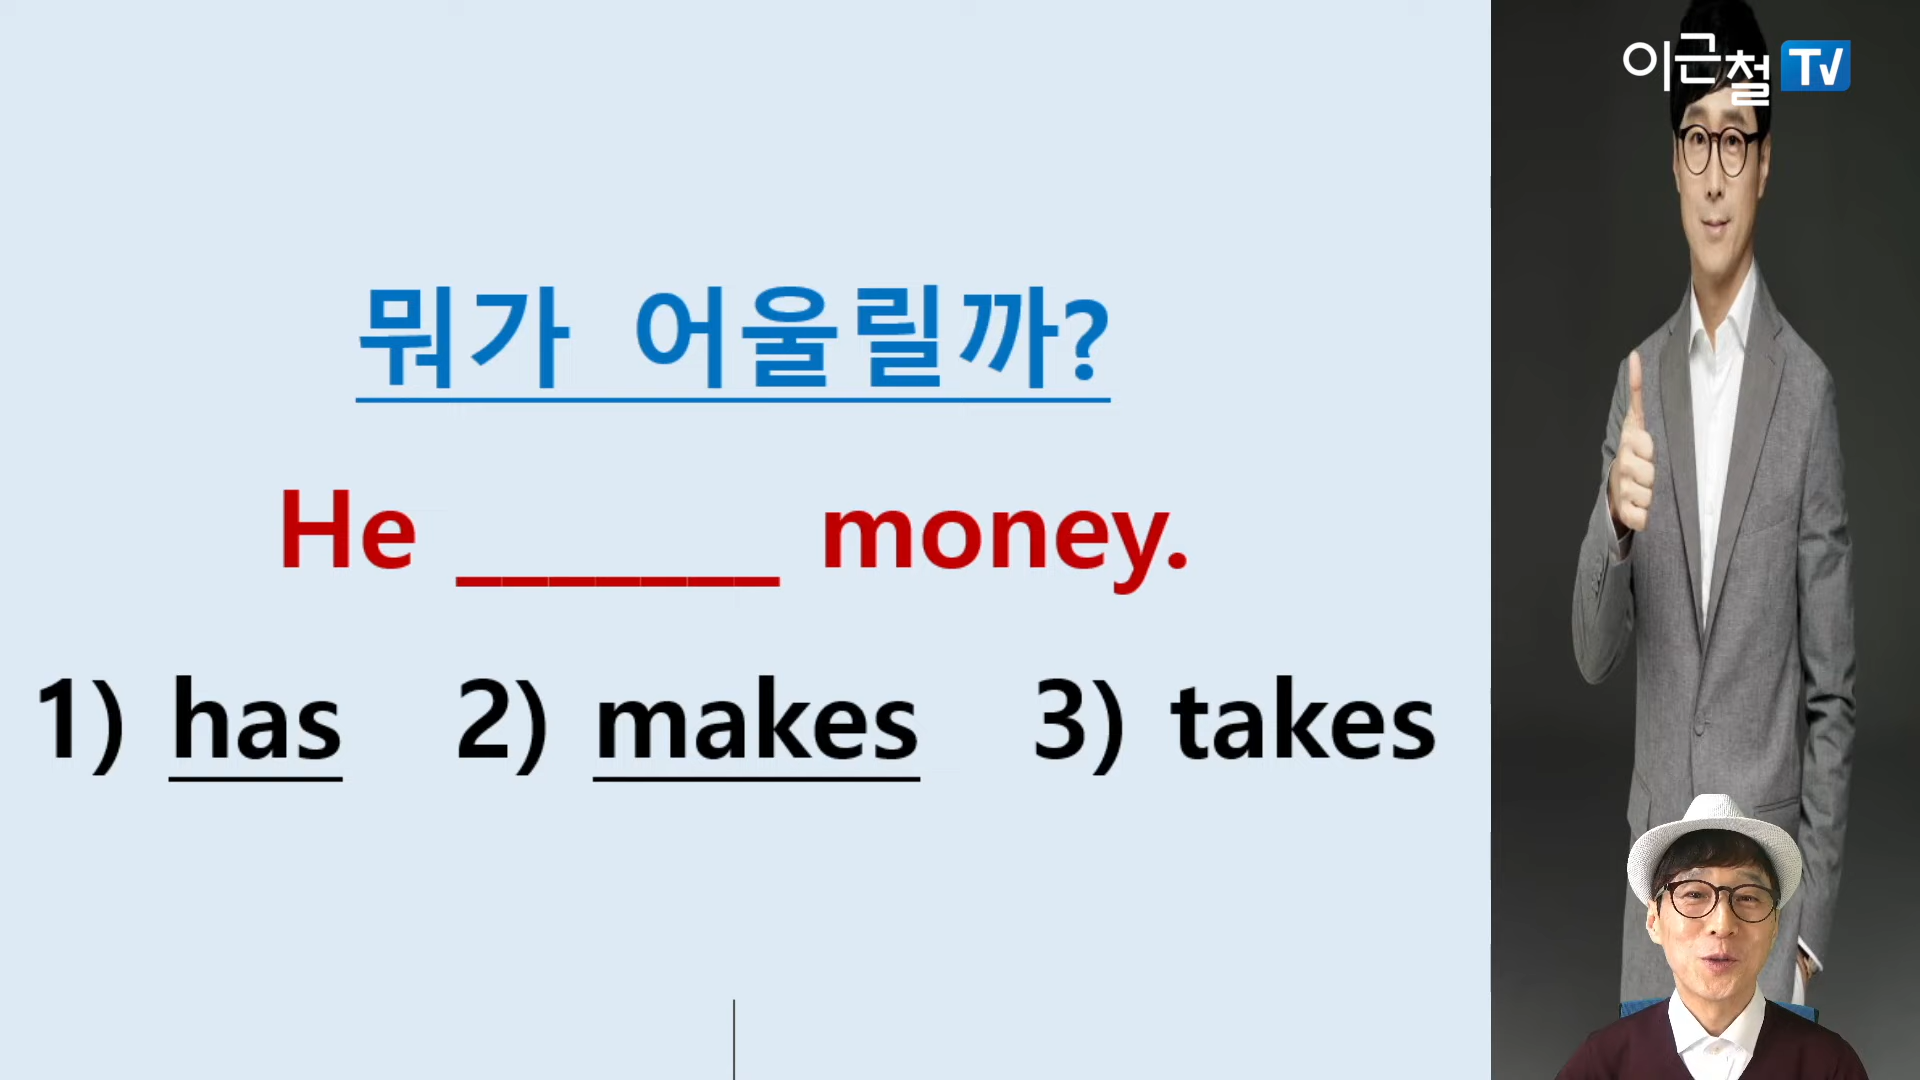 이근철 TV
뭐가 어울릴까?
He _______ money.
1) has 2) makes 3) takes